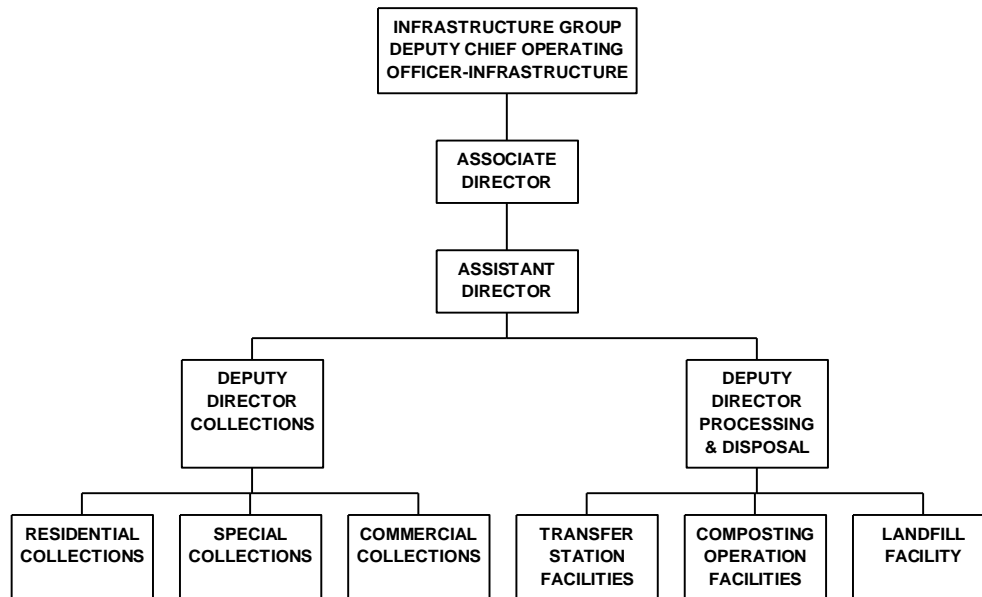 INFRASTRUCTURE GROUP
DEPUTY CHIEF OPERATING
OFFICER-INFRASTRUCTURE
ASSOCIATE
DIRECTOR
ASSISTANT
DIRECTOR
DEPUTY
DIRECTOR
COLLECTIONS
DEPUTY
DIRECTOR
PROCESSING
& DISPOSAL
RESIDENTIAL
COLLECTIONS
SPECIAL
COLLECTIONS
COMMERCIAL
COLLECTIONS
TRANSFER
STATION
FACILITIES
COMPOSTING
OPERATION
FACILITIES
LANDFILL
FACILITY